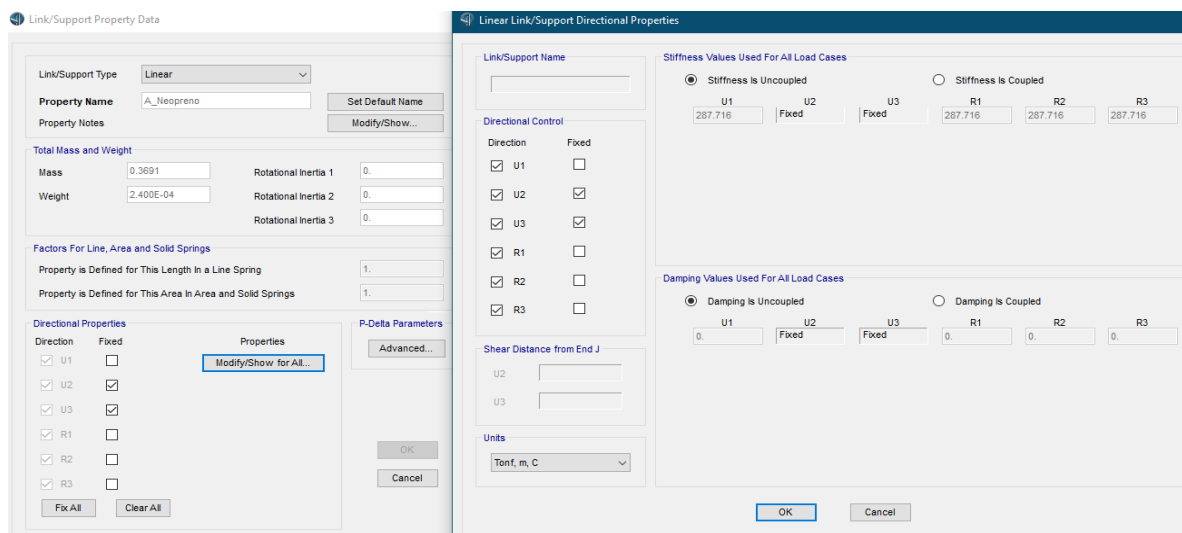 Link/Support Property Data
Link/Support Type Linear
Property Name A_Neopreno Set Default Name
Property Notes Modify/Show...
Total Mass and Weight
Mass 0.3691 Rotational Inertia 1 0.
Weight 2.400E-04 Rotational Inertia 2 0.
Rotational Inertia 3 0.
Factors For Line, Area and Solid Springs
Property is Defined for This Length In a Line Spring 1.
Property is Defined for This Area In Area and Solid Springs 1.
Directional Properties
Direction Fixed Properties
U1 Modify/Show for All...
U2
U3
R1
R2
R3
Fix All Clear All
P-Delta Parameters
Advanced...
OK
Cancel
Linear Link/Support Directional Properties
Link/Support Name
Directional Control
Direction Fixed
U1
U2
U3
R1
R2
R3
Shear Distance from End J
U2
U3
Units
Tonf, m, C
Stiffness Values Used For All Load Cases
Stiffness Is Uncoupled Stiffness Is Coupled
U1 U2 U3 R1 R2 R3
287.716 Fixed Fixed 287.716 287.716 287.716
Damping Values Used For All Load Cases
Damping Is Uncoupled Damping Is Coupled
U1 U2 U3 R1 R2 R3
0. Fixed Fixed 0. 0. 0.
OK Cancel